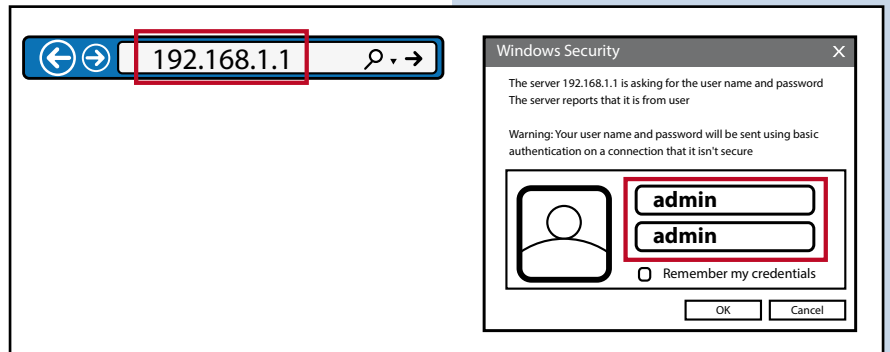 192.168.1.1
Windows Security X
The server 192.168.1.1 is asking for the user name and password
The server reports that it is from user
Warning: Your user name and password will be sent using basic
authentication on a connection that it isn't secure
admin
admin
Remember my credentials
OK Cancel